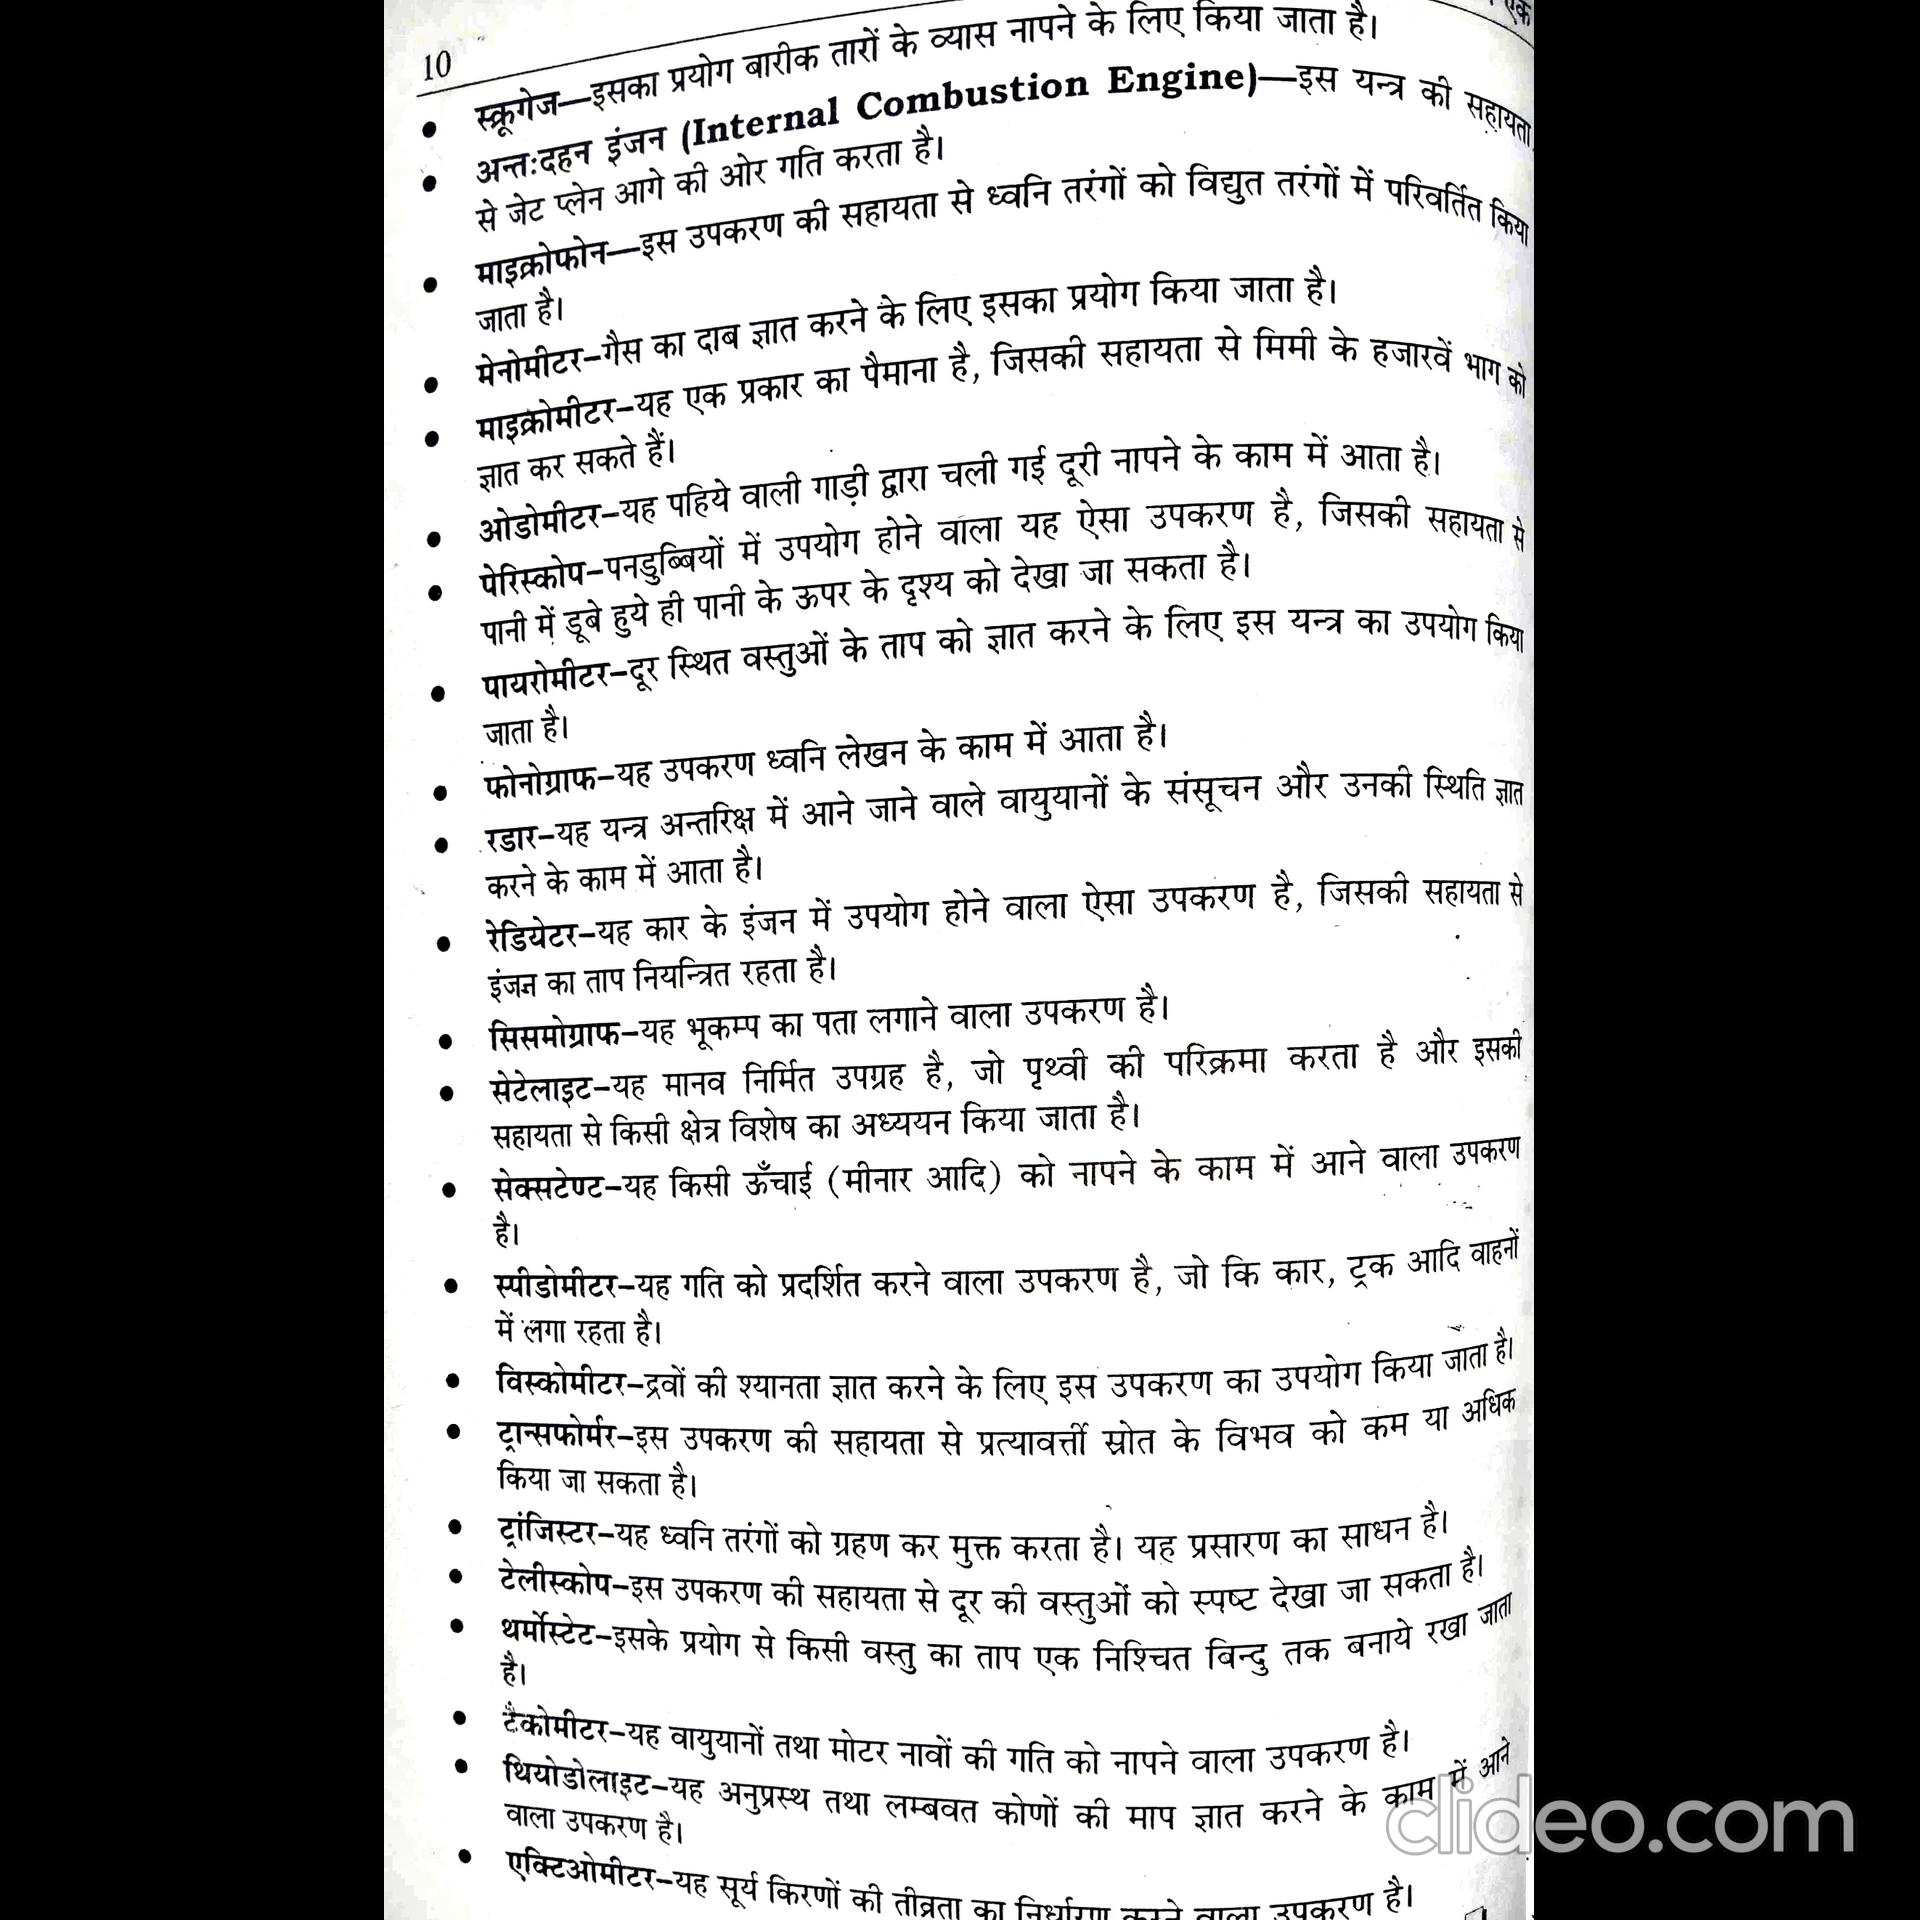 एक
10
• स्क्रूगेज—इसका प्रयोग बारीक तारों के व्यास नापने के लिए किया जाता है।
• अन्तःदहन इंजन (Internal Combustion Engine)—इस यन्त्र की सहायता
से जेट प्लेन आगे की ओर गति करता है।
• माइक्रोफोन—इस उपकरण की सहायता से ध्वनि तरंगों को विद्युत तरंगों में परिवर्तित किया
जाता है।
• मेनोमीटर–गैस का दाब ज्ञात करने के लिए इसका प्रयोग किया जाता है।
• माइक्रोमीटर–यह एक प्रकार का पैमाना है, जिसकी सहायता से मिमी के हजारवें भाग को
ज्ञात कर सकते हैं।
• ओडोमीटर–यह पहिये वाली गाड़ी द्वारा चली गई दूरी नापने के काम में आता है।
• पेरिस्कोप–पनडुब्बियों में उपयोग होने वाला यह ऐसा उपकरण है, जिसकी सहायता से
पानी में डूबे हुये ही पानी के ऊपर के दृश्य को देखा जा सकता है।
• पायरोमीटर–दूर स्थित वस्तुओं के ताप को ज्ञात करने के लिए इस यन्त्र का उपयोग किया
जाता है।
• फोनोग्राफ–यह उपकरण ध्वनि लेखन के काम में आता है।
• रडार–यह यन्त्र अन्तरिक्ष में आने जाने वाले वायुयानों के संसूचन और उनकी स्थिति ज्ञात
करने के काम में आता है।
• रेडियेटर–यह कार के इंजन में उपयोग होने वाला ऐसा उपकरण है, जिसकी सहायता से
इंजन का ताप नियन्त्रित रहता है।
• सिसमोग्राफ–यह भूकम्प का पता लगाने वाला उपकरण है।
• सेटेलाइट–यह मानव निर्मित उपग्रह है, जो पृथ्वी की परिक्रमा करता है और इसकी
सहायता से किसी क्षेत्र विशेष का अध्ययन किया जाता है।
• सेक्सटेण्ट–यह किसी ऊँचाई (मीनार आदि) को नापने के काम में आने वाला उपकरण
है।
• स्पीडोमीटर–यह गति को प्रदर्शित करने वाला उपकरण है, जो कि कार, ट्रक आदि वाहनों
में लगा रहता है।
• विस्कोमीटर–द्रवों की श्यानता ज्ञात करने के लिए इस उपकरण का उपयोग किया जाता है।
• ट्रान्सफोर्मर–इस उपकरण की सहायता से प्रत्यावर्त्ती स्रोत के विभव को कम या अधिक
किया जा सकता है।
• ट्रांजिस्टर–यह ध्वनि तरंगों को ग्रहण कर मुक्त करता है। यह प्रसारण का साधन है।
• टेलीस्कोप–इस उपकरण की सहायता से दूर की वस्तुओं को स्पष्ट देखा जा सकता है।
• थर्मोस्टेट–इसके प्रयोग से किसी वस्तु का ताप एक निश्चित बिन्दु तक बनाये रखा जाता
है।
• टैकोमीटर–यह वायुयानों तथा मोटर नावों की गति को नापने वाला उपकरण है।
• थियोडोलाइट–यह अनुप्रस्थ तथा लम्बवत कोणों की माप ज्ञात करने के काम में आने
वाला उपकरण है।
• एक्टिओमीटर–यह सूर्य किरणों की तीव्रता का निर्धारण करने वाला उपकरण है।
clideo.com